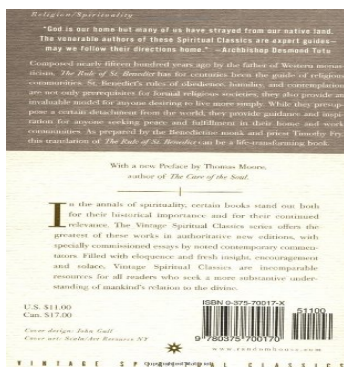 Religion/Spirituality
"God is our home but many of us have strayed from our native land.
The venerable authors of these Spiritual Classics are expert guides—
may we follow their directions home." —Archbishop Desmond Tutu
Composed nearly fifteen hundred years ago by the father of Western monas-
ticism, The Rule of St. Benedict has for centuries been the guide of religious
communities. St. Benedict's rules of obedience, humility, and contemplation
are not only prerequisites for formal religious societies, they also provide an
invaluable model for anyone desiring to live more simply. While they presup-
pose a certain detachment from the world, they provide guidance and inspi-
ration for anyone seeking peace and fulfillment in their home and work
communities. As prepared by the Benedictine monk and priest Timothy Fry,
this translation of The Rule of St. Benedict can be a life-transforming book.
With a new Preface by Thomas Moore,
author of The Care of the Soul.
In the annals of spirituality, certain books stand out both
for their historical importance and for their continued
relevance. The Vintage Spiritual Classics series offers the
greatest of these works in authoritative new editions, with
specially commissioned essays by noted contemporary commen-
tators. Filled with eloquence and fresh insight, encouragement
and solace, Vintage Spiritual Classics are incomparable
resources for all readers who seek a more substantive under-
standing of mankind's relation to the divine.
U.S. $11.00
Can. $17.00
ISBN 0-375-70017-X
51100
9 780375 700170
Cover design: John Gall
Cover art: Scala/Art Resource NY
www.randomhouse.com
VINTAGE SPIRITUAL CLASSICS